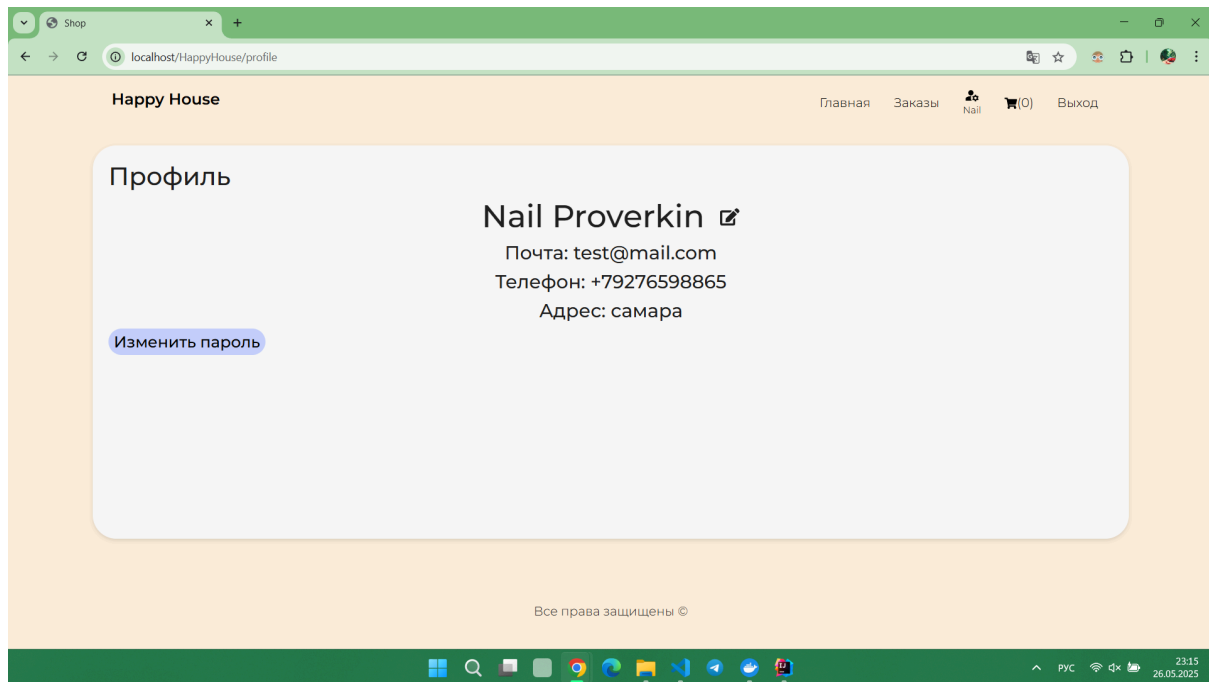 Shop
localhost/HappyHouse/profile
Happy House
Главная Заказы Nail (0) Выход
Профиль
Nail Proverkin
Почта: test@mail.com
Телефон: +79276598865
Адрес: самара
Изменить пароль
Все права защищены ©
РУС 23:15
26.05.2025